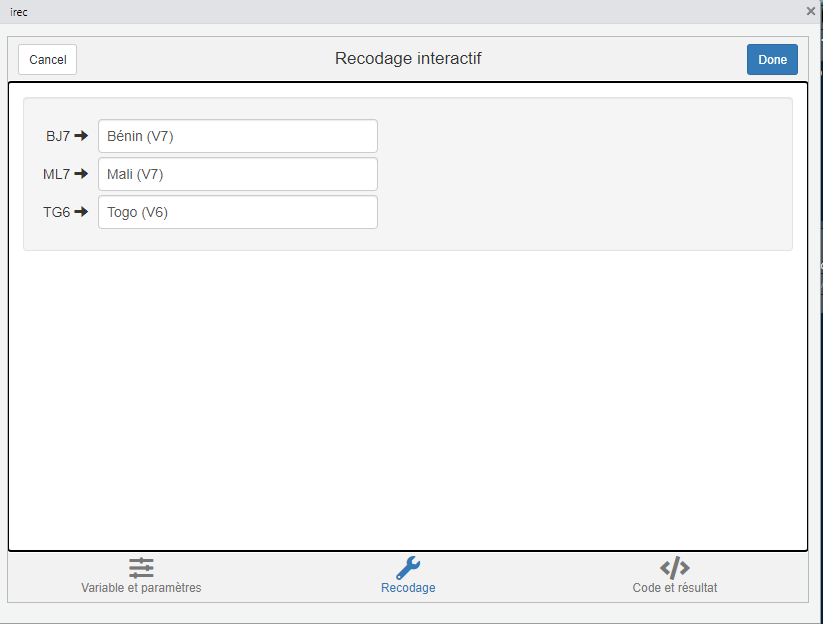 irec
Cancel
Recodage interactif
Done
BJ7
Bénin (V7)
ML7
Mali (V7)
TG6
Togo (V6)
Variable et paramètres
Recodage
Code et résultat